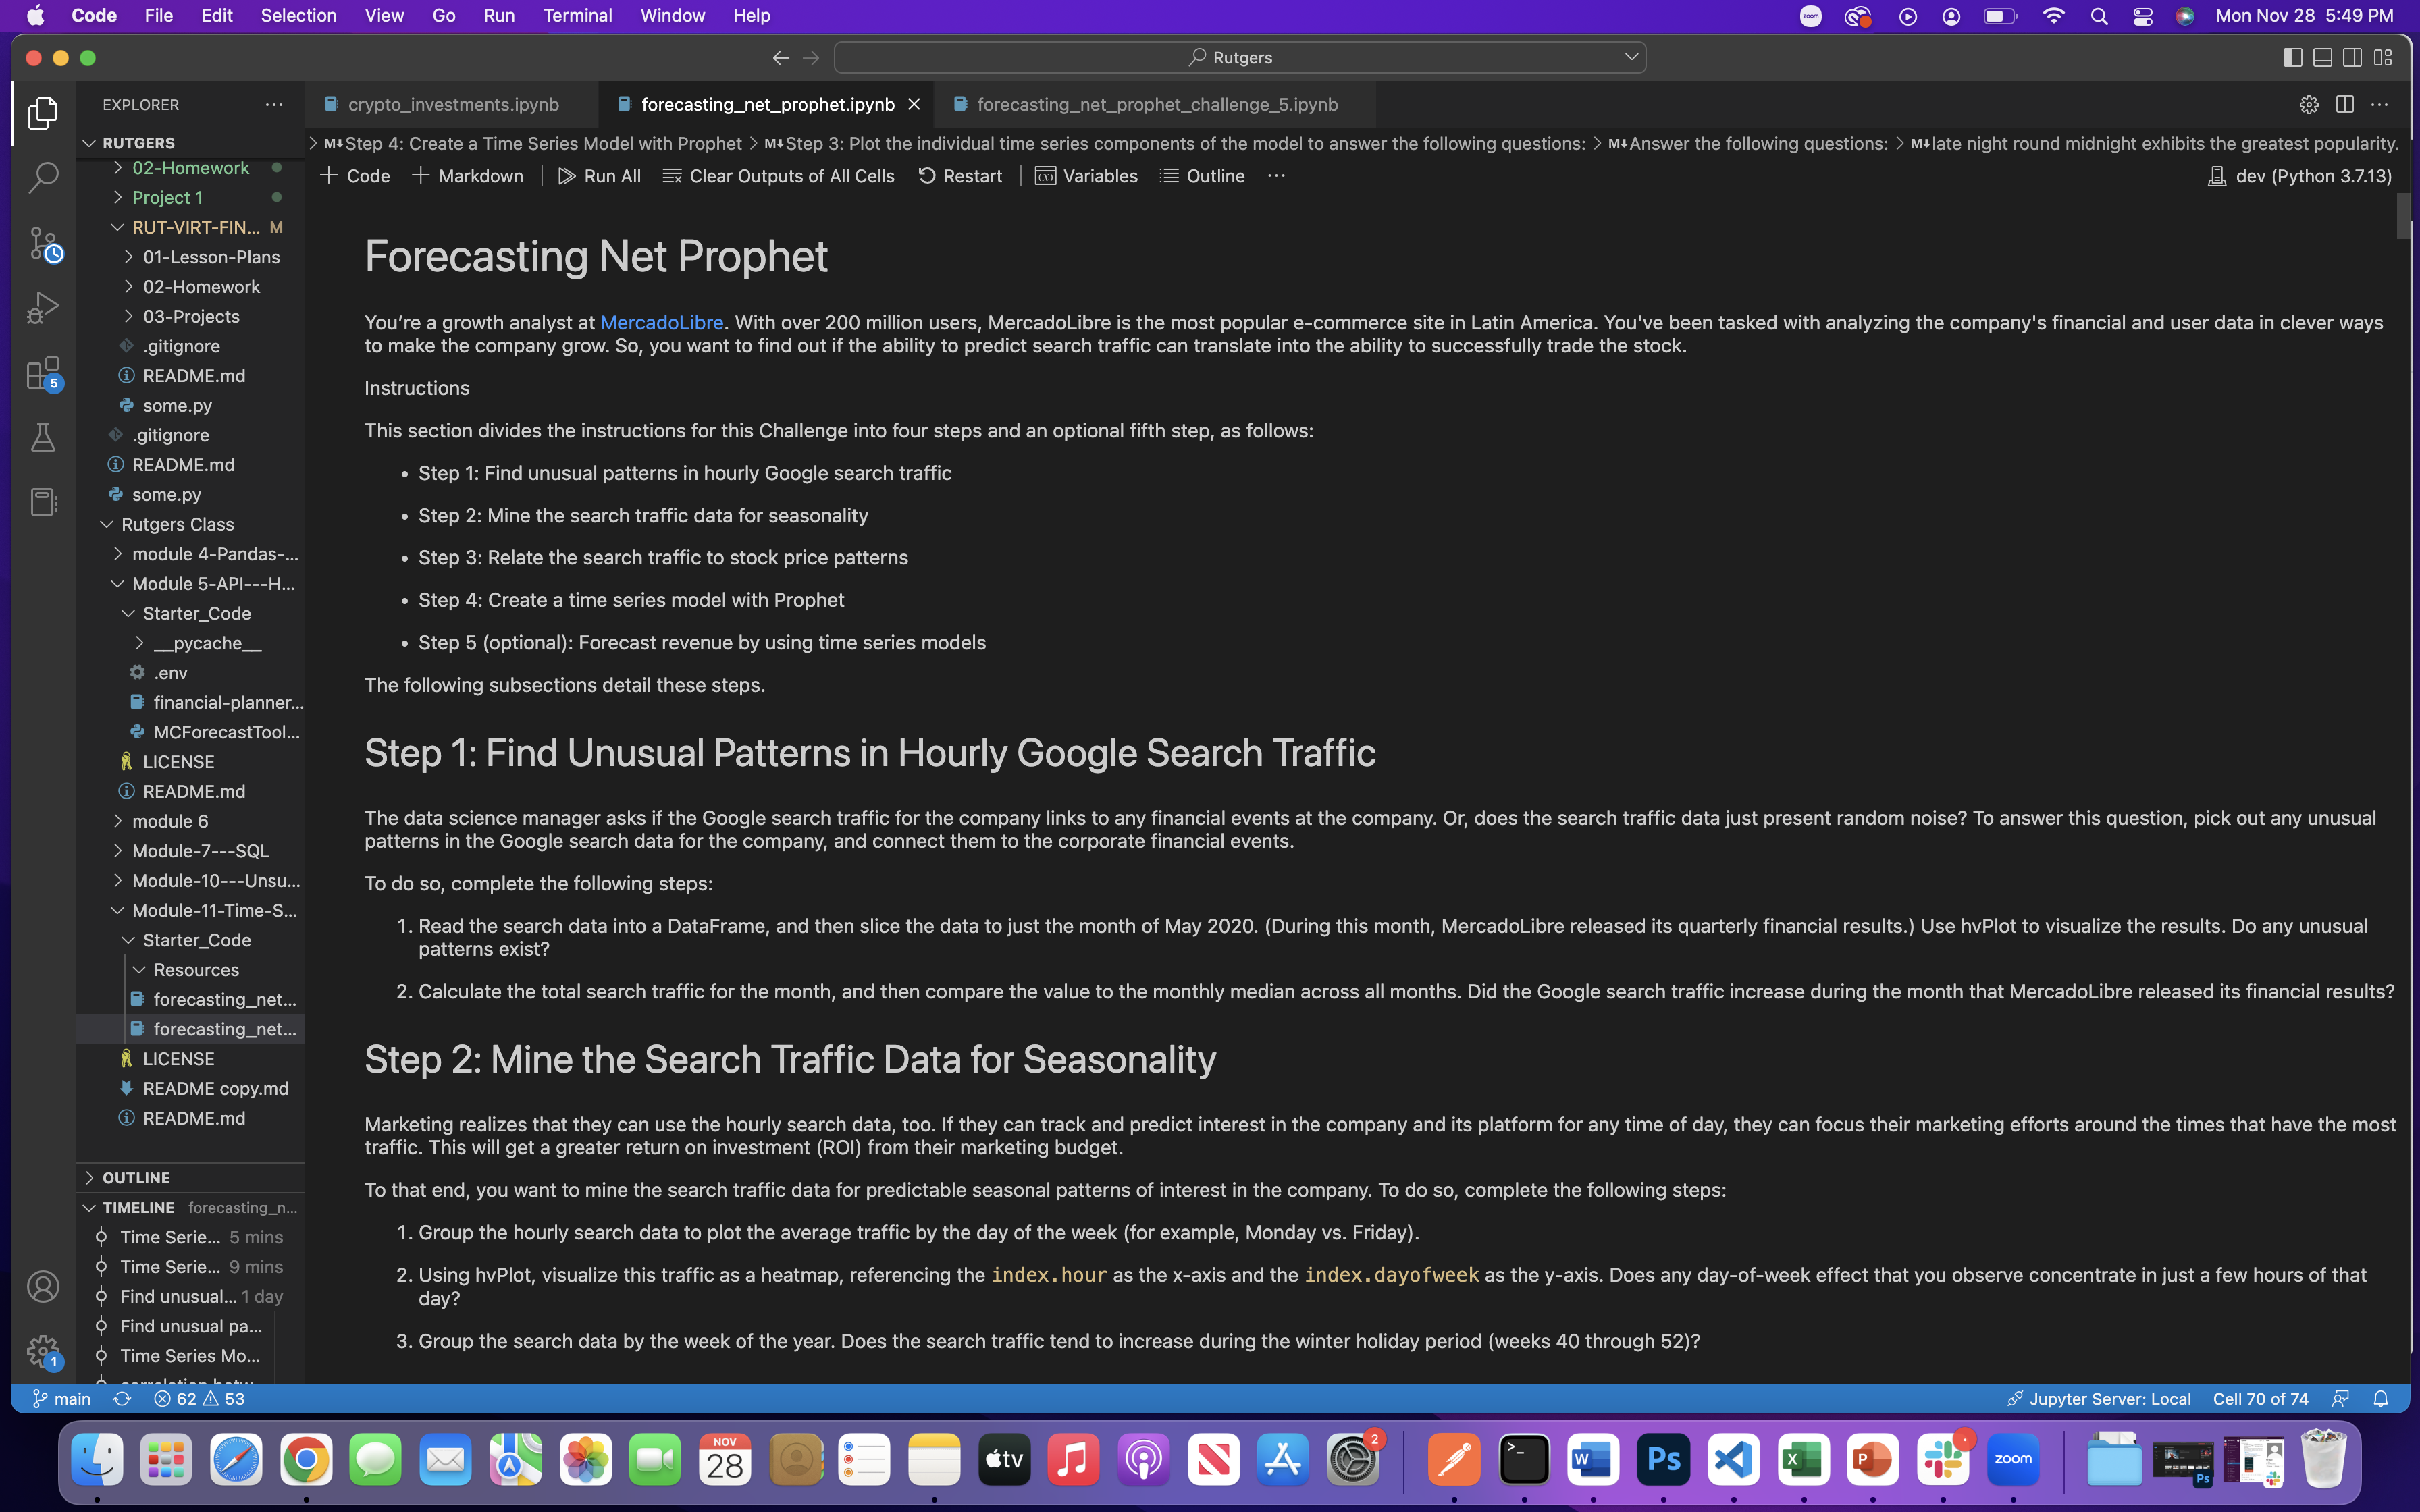 Code File Edit Selection View Go Run Terminal Window Help
zoom
Mon Nov 28 5:49 PM
Rutgers
EXPLORER
crypto_investments.ipynb
forecasting_net_prophet.ipynb
forecasting_net_prophet_challenge_5.ipynb
RUTGERS
02-Homework
Project 1
RUT-VIRT-FIN... M
01-Lesson-Plans
02-Homework
03-Projects
.gitignore
README.md
some.py
.gitignore
README.md
some.py
Rutgers Class
module 4-Pandas-...
Module 5-API---H...
Starter_Code
__pycache__
.env
financial-planner...
MCForecastTool...
LICENSE
README.md
module 6
Module-7---SQL
Module-10---Unsu...
Module-11-Time-S...
Starter_Code
Resources
forecasting_net...
forecasting_net...
LICENSE
README copy.md
README.md
OUTLINE
TIMELINE forecasting_n...
Time Serie... 5 mins
Time Serie... 9 mins
Find unusual... 1 day
Find unusual pa...
Time Series Mo...
5
1
M↓Step 4: Create a Time Series Model with Prophet > M↓Step 3: Plot the individual time series components of the model to answer the following questions: > M↓Answer the following questions: > M↓late night round midnight exhibits the greatest popularity.
+ Code + Markdown Run All Clear Outputs of All Cells Restart Variables Outline ...
dev (Python 3.7.13)
Forecasting Net Prophet
You’re a growth analyst at MercadoLibre. With over 200 million users, MercadoLibre is the most popular e-commerce site in Latin America. You've been tasked with analyzing the company's financial and user data in clever ways
to make the company grow. So, you want to find out if the ability to predict search traffic can translate into the ability to successfully trade the stock.
Instructions
This section divides the instructions for this Challenge into four steps and an optional fifth step, as follows:
• Step 1: Find unusual patterns in hourly Google search traffic
• Step 2: Mine the search traffic data for seasonality
• Step 3: Relate the search traffic to stock price patterns
• Step 4: Create a time series model with Prophet
• Step 5 (optional): Forecast revenue by using time series models
The following subsections detail these steps.
Step 1: Find Unusual Patterns in Hourly Google Search Traffic
The data science manager asks if the Google search traffic for the company links to any financial events at the company. Or, does the search traffic data just present random noise? To answer this question, pick out any unusual
patterns in the Google search data for the company, and connect them to the corporate financial events.
To do so, complete the following steps:
1. Read the search data into a DataFrame, and then slice the data to just the month of May 2020. (During this month, MercadoLibre released its quarterly financial results.) Use hvPlot to visualize the results. Do any unusual
patterns exist?
2. Calculate the total search traffic for the month, and then compare the value to the monthly median across all months. Did the Google search traffic increase during the month that MercadoLibre released its financial results?
Step 2: Mine the Search Traffic Data for Seasonality
Marketing realizes that they can use the hourly search data, too. If they can track and predict interest in the company and its platform for any time of day, they can focus their marketing efforts around the times that have the most
traffic. This will get a greater return on investment (ROI) from their marketing budget.
To that end, you want to mine the search traffic data for predictable seasonal patterns of interest in the company. To do so, complete the following steps:
1. Group the hourly search data to plot the average traffic by the day of the week (for example, Monday vs. Friday).
2. Using hvPlot, visualize this traffic as a heatmap, referencing the index.hour as the x-axis and the index.dayofweek as the y-axis. Does any day-of-week effect that you observe concentrate in just a few hours of that
day?
3. Group the search data by the week of the year. Does the search traffic tend to increase during the winter holiday period (weeks 40 through 52)?
main 62 53
Jupyter Server: Local Cell 70 of 74
NOV
28
tv
2
W
Ps
X
P
zoom
Ps